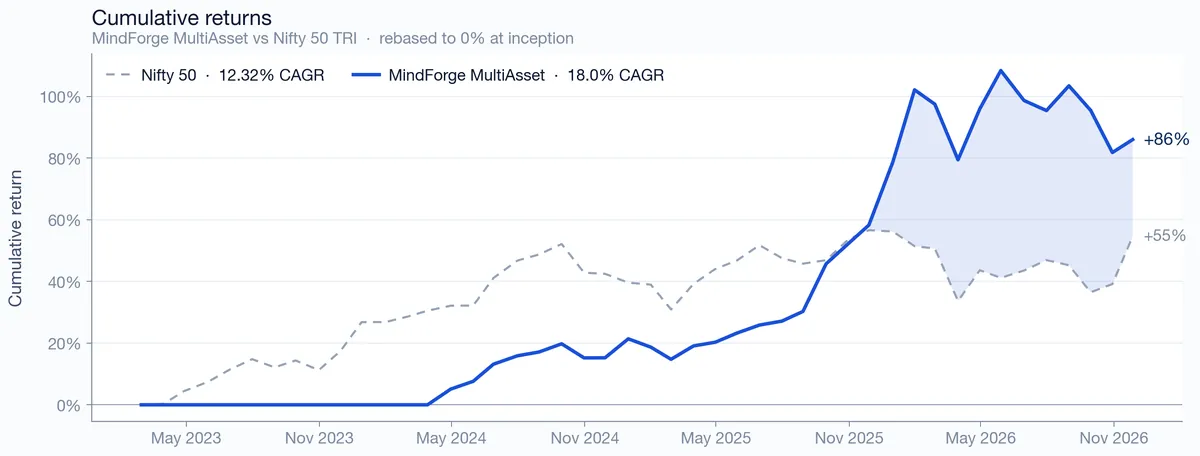 Cumulative returns
MindForge MultiAsset vs Nifty 50 TRI · rebased to 0% at inception
Nifty 50 · 12.32% CAGR
MindForge MultiAsset · 18.0% CAGR
Cumulative return
100%
80%
60%
40%
20%
0%
+86%
+55%
May 2023
Nov 2023
May 2024
Nov 2024
May 2025
Nov 2025
May 2026
Nov 2026